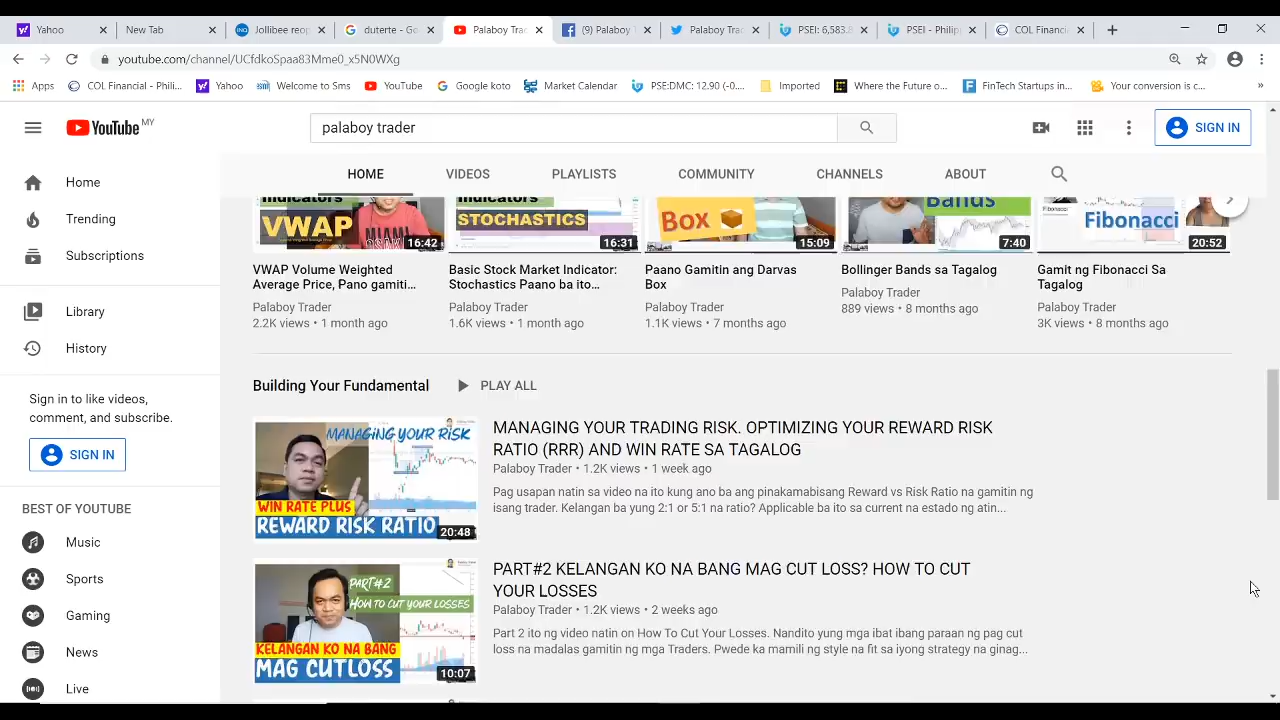 Yahoo
New Tab
Jollibee reop
duterte - Go
Palaboy Trac
(9) Palaboy T
Palaboy Trac
PSEI: 6,583.8
PSEI - Philipp
COL Financi
youtube.com/channel/UCfdkoSpaa83Mme0_x5N0WXg
Apps
COL Financial - Phili...
Yahoo
Welcome to Sms
YouTube
Google koto
Market Calendar
PSE:DMC: 12.90 (-0....
Imported
Where the Future o...
FinTech Startups in...
Your conversion is c...
YouTube MY
palaboy trader
SIGN IN
HOME
VIDEOS
PLAYLISTS
COMMUNITY
CHANNELS
ABOUT
Home
Trending
Subscriptions
Library
History
Sign in to like videos,
comment, and subscribe.
SIGN IN
BEST OF YOUTUBE
Music
Sports
Gaming
News
Live
Indicators
VWAP
MIAMI
16:42
Indicators
STOCHASTICS
16:31
Box
15:09
Bands
7:40
Fibonacci
20:52
VWAP Volume Weighted
Average Price, Pano gamiti...
Palaboy Trader
2.2K views • 1 month ago
Basic Stock Market Indicator:
Stochastics Paano ba ito...
Palaboy Trader
1.6K views • 1 month ago
Paano Gamitin ang Darvas
Box
Palaboy Trader
1.1K views • 7 months ago
Bollinger Bands sa Tagalog
Palaboy Trader
889 views • 8 months ago
Gamit ng Fibonacci Sa
Tagalog
Palaboy Trader
3K views • 8 months ago
Building Your Fundamental
PLAY ALL
MANAGING YOUR RISK
WIN RATE PLUS
REWARD RISK RATIO
20:48
MANAGING YOUR TRADING RISK. OPTIMIZING YOUR REWARD RISK
RATIO (RRR) AND WIN RATE SA TAGALOG
Palaboy Trader • 1.2K views • 1 week ago
Pag usapan natin sa video na ito kung ano ba ang pinakamabisang Reward vs Risk Ratio na gamitin ng
isang trader. Kelangan ba yung 2:1 or 5:1 na ratio? Applicable ba ito sa current na estado ng atin...
PART#2
HOW TO CUT YOUR LOSSES
KELANGAN KO NA BANG
MAG CUTLOSS
10:07
PART#2 KELANGAN KO NA BANG MAG CUT LOSS? HOW TO CUT
YOUR LOSSES
Palaboy Trader • 1.2K views • 2 weeks ago
Part 2 ito ng video natin on How To Cut Your Losses. Nandito yung mga ibat ibang paraan ng pag cut
loss na madalas gamitin ng mga Traders. Pwede ka mamili ng style na fit sa iyong strategy na ginag...